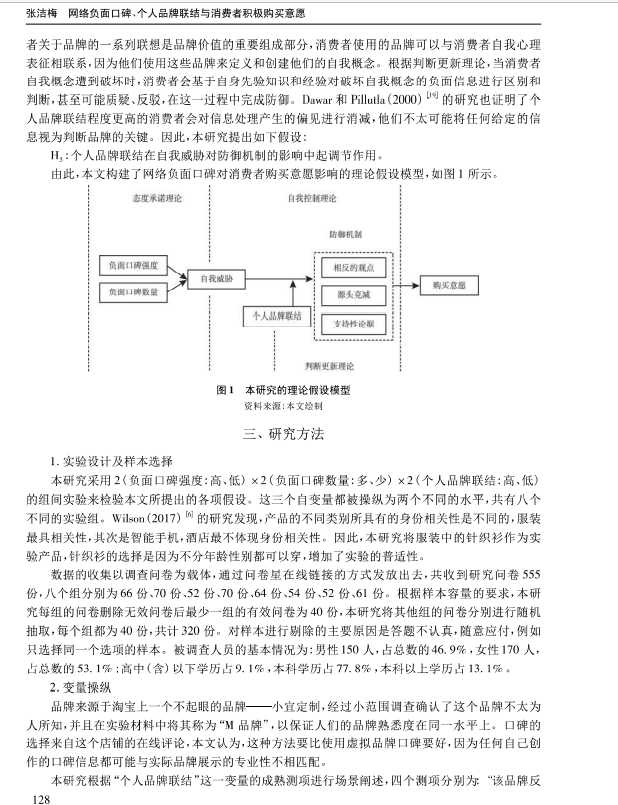 张洁梅 网络负面口碑、个人品牌联结与消费者积极购买意愿
者关于品牌的一系列联想是品牌价值的重要组成部分,消费者使用的品牌可以与消费者自我心理
表征相联系,因为他们使用这些品牌来定义和创建他们的自我概念。根据判断更新理论,当消费者
自我概念遭到破坏时,消费者会基于自身先验知识和经验对破坏自我概念的负面信息进行区别和
判断,甚至可能质疑、反驳,在这一过程中完成防御。Dawar 和 Pillutla(2000)[19] 的研究也证明了个
人品牌联结程度更高的消费者会对信息处理产生的偏见进行消减,他们不太可能将任何给定的信
息视为判断品牌的关键。因此,本研究提出如下假设:
H5:个人品牌联结在自我威胁对防御机制的影响中起调节作用。
由此,本文构建了网络负面口碑对消费者购买意愿影响的理论假设模型,如图 1 所示。
态度承诺理论 自我控制理论
防御机制
负面口碑强度
负面口碑数量
自我威胁
个人品牌联结
相反的观点
源头克减
支持性论据
购买意愿
判断更新理论
图 1 本研究的理论假设模型
资料来源:本文绘制
三、研究方法
1. 实验设计及样本选择
本研究采用 2(负面口碑强度:高、低) ×2(负面口碑数量:多、少) ×2(个人品牌联结:高、低)
的组间实验来检验本文所提出的各项假设。这三个自变量都被操纵为两个不同的水平,共有八个
不同的实验组。Wilson(2017)[6] 的研究发现,产品的不同类别所具有的身份相关性是不同的,服装
最具相关性,其次是智能手机,酒店最不体现身份相关性。因此,本研究将服装中的针织衫作为实
验产品,针织衫的选择是因为不分年龄性别都可以穿,增加了实验的普适性。
数据的收集以调查问卷为载体,通过问卷星在线链接的方式发放出去,共收到研究问卷 555
份,八个组分别为 66 份、70 份、52 份、70 份、64 份、54 份、52 份、61 份。根据样本容量的要求,本研
究每组的问卷删除无效问卷后最少一组的有效问卷为 40 份,本研究将其他组的问卷分别进行随机
抽取,每个组都为 40 份,共计 320 份。对样本进行剔除的主要原因是答题不认真,随意应付,例如
只选择同一个选项的样本。被调查人员的基本情况为:男性 150 人,占总数的 46. 9% ,女性 170 人,
占总数的 53. 1% ;高中(含)以下学历占 9. 1% ,本科学历占 77. 8% ,本科以上学历占 13. 1% 。
2. 变量操纵
品牌来源于淘宝上一个不起眼的品牌——小宜定制,经过小范围调查确认了这个品牌不太为
人所知,并且在实验材料中将其称为“M 品牌”,以保证人们的品牌熟悉度在同一水平上。口碑的
选择来自这个店铺的在线评论,本文认为,这种方法要比使用虚拟品牌口碑要好,因为任何自己创
作的口碑信息都可能与实际品牌展示的专业性不相匹配。
本研究根据“个人品牌联结”这一变量的成熟测项进行场景阐述,四个测项分别为:“该品牌反
128